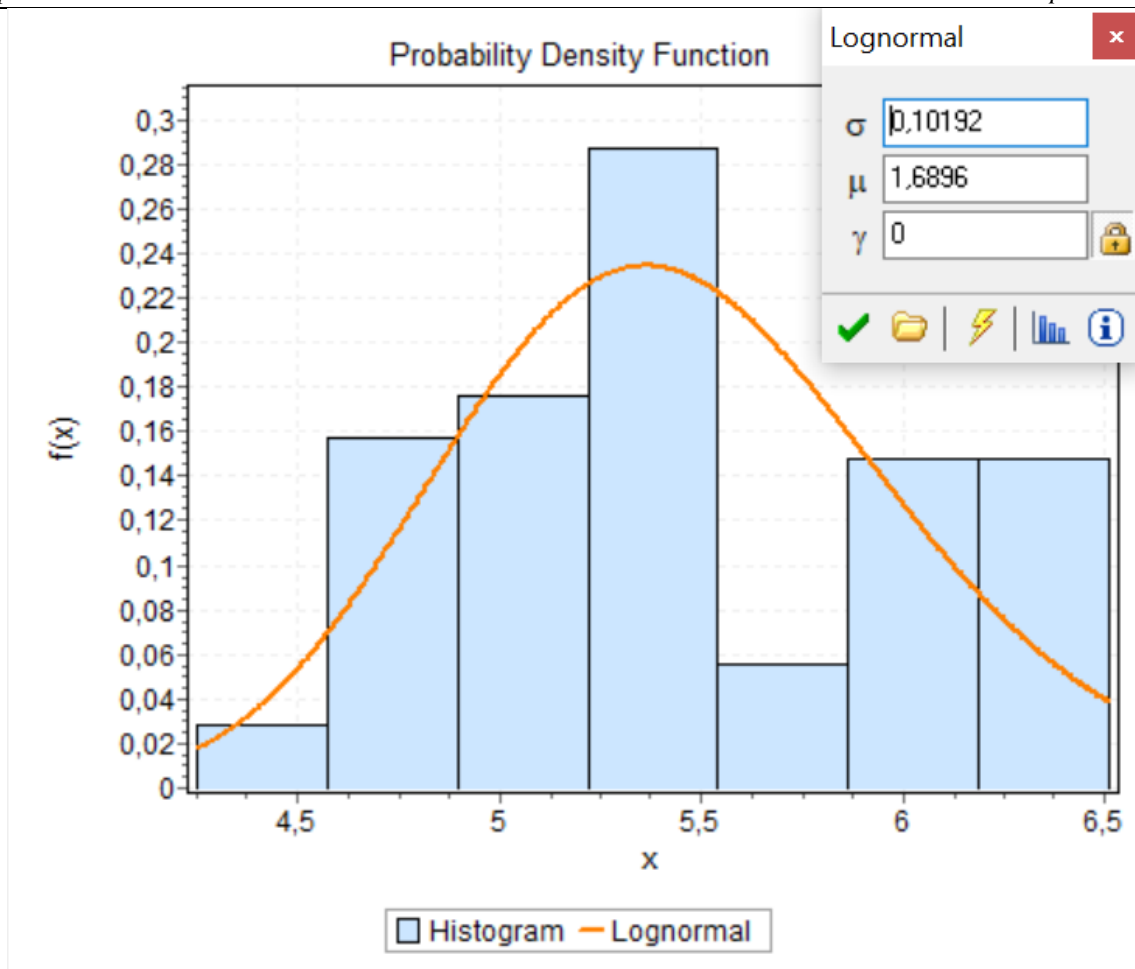 Probability Density Function
Lognormal
x
σ 0,10192
μ 1,6896
γ 0
f(x)
0,3
0,28
0,26
0,24
0,22
0,2
0,18
0,16
0,14
0,12
0,1
0,08
0,06
0,04
0,02
0
4,5 5 5,5 6 6,5
x
Histogram Lognormal